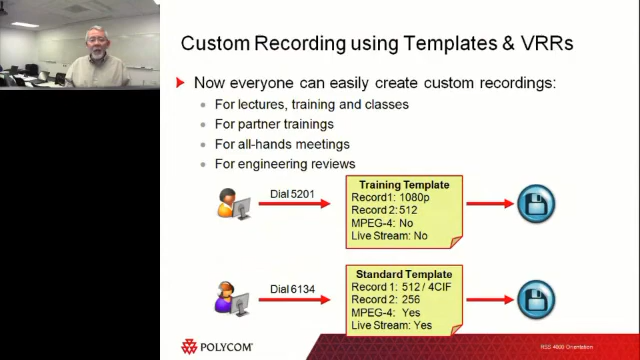 Custom Recording using Templates & VRRs
Now everyone can easily create custom recordings:
For lectures, training and classes
For partner trainings
For all-hands meetings
For engineering reviews
Dial 5201
Training Template
Record1: 1080p
Record 2: 512
MPEG-4: No
Live Stream: No
Dial 6134
Standard Template
Record 1: 512 / 4CIF
Record 2: 256
MPEG-4: Yes
Live Stream: Yes
POLYCOM
RSS 4000 Orientation